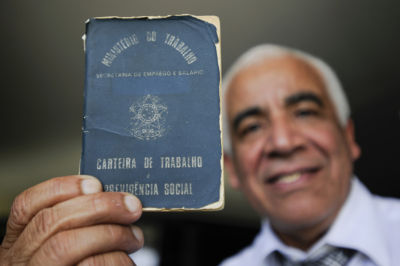 MINISTÉRIO DO TRABALHO
SECRETARIA DE EMPREGO E SALÁRIO
CARTEIRA DE TRABALHO
E
PREVIDÊNCIA SOCIAL